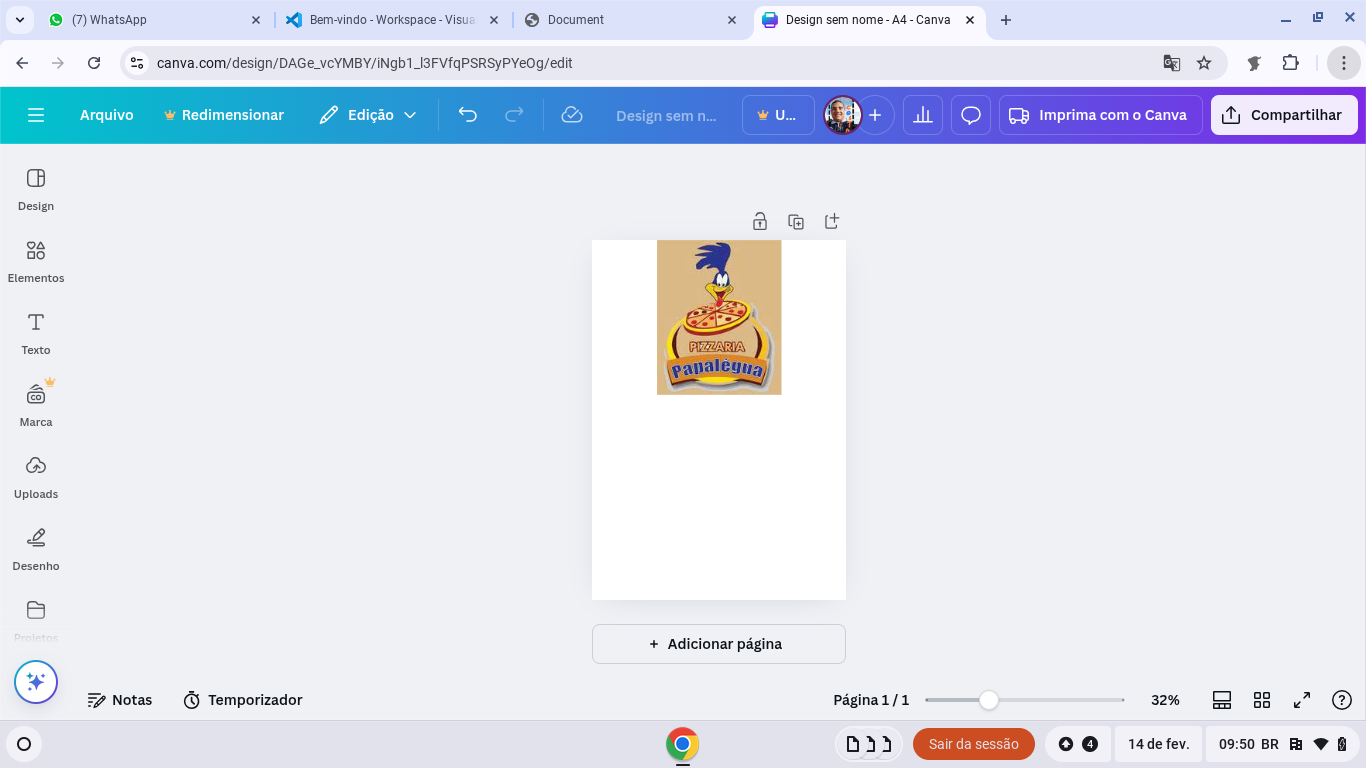 (7) WhatsApp
Bem-vindo - Workspace - Visua
Document
Design sem nome - A4 - Canva
canva.com/design/DAGe_vcYMBY/iNgb1_l3FVfqPSRSyPYeOg/edit
Arquivo
Redimensionar
Edição
Design sem n...
U...
Imprima com o Canva
Compartilhar
Design
Elementos
Texto
Marca
Uploads
Desenho
Projetos
PIZZARIA
Papalégua
+ Adicionar página
Notas
Temporizador
Página 1 / 1
32%
Sair da sessão
4
14 de fev.
09:50 BR